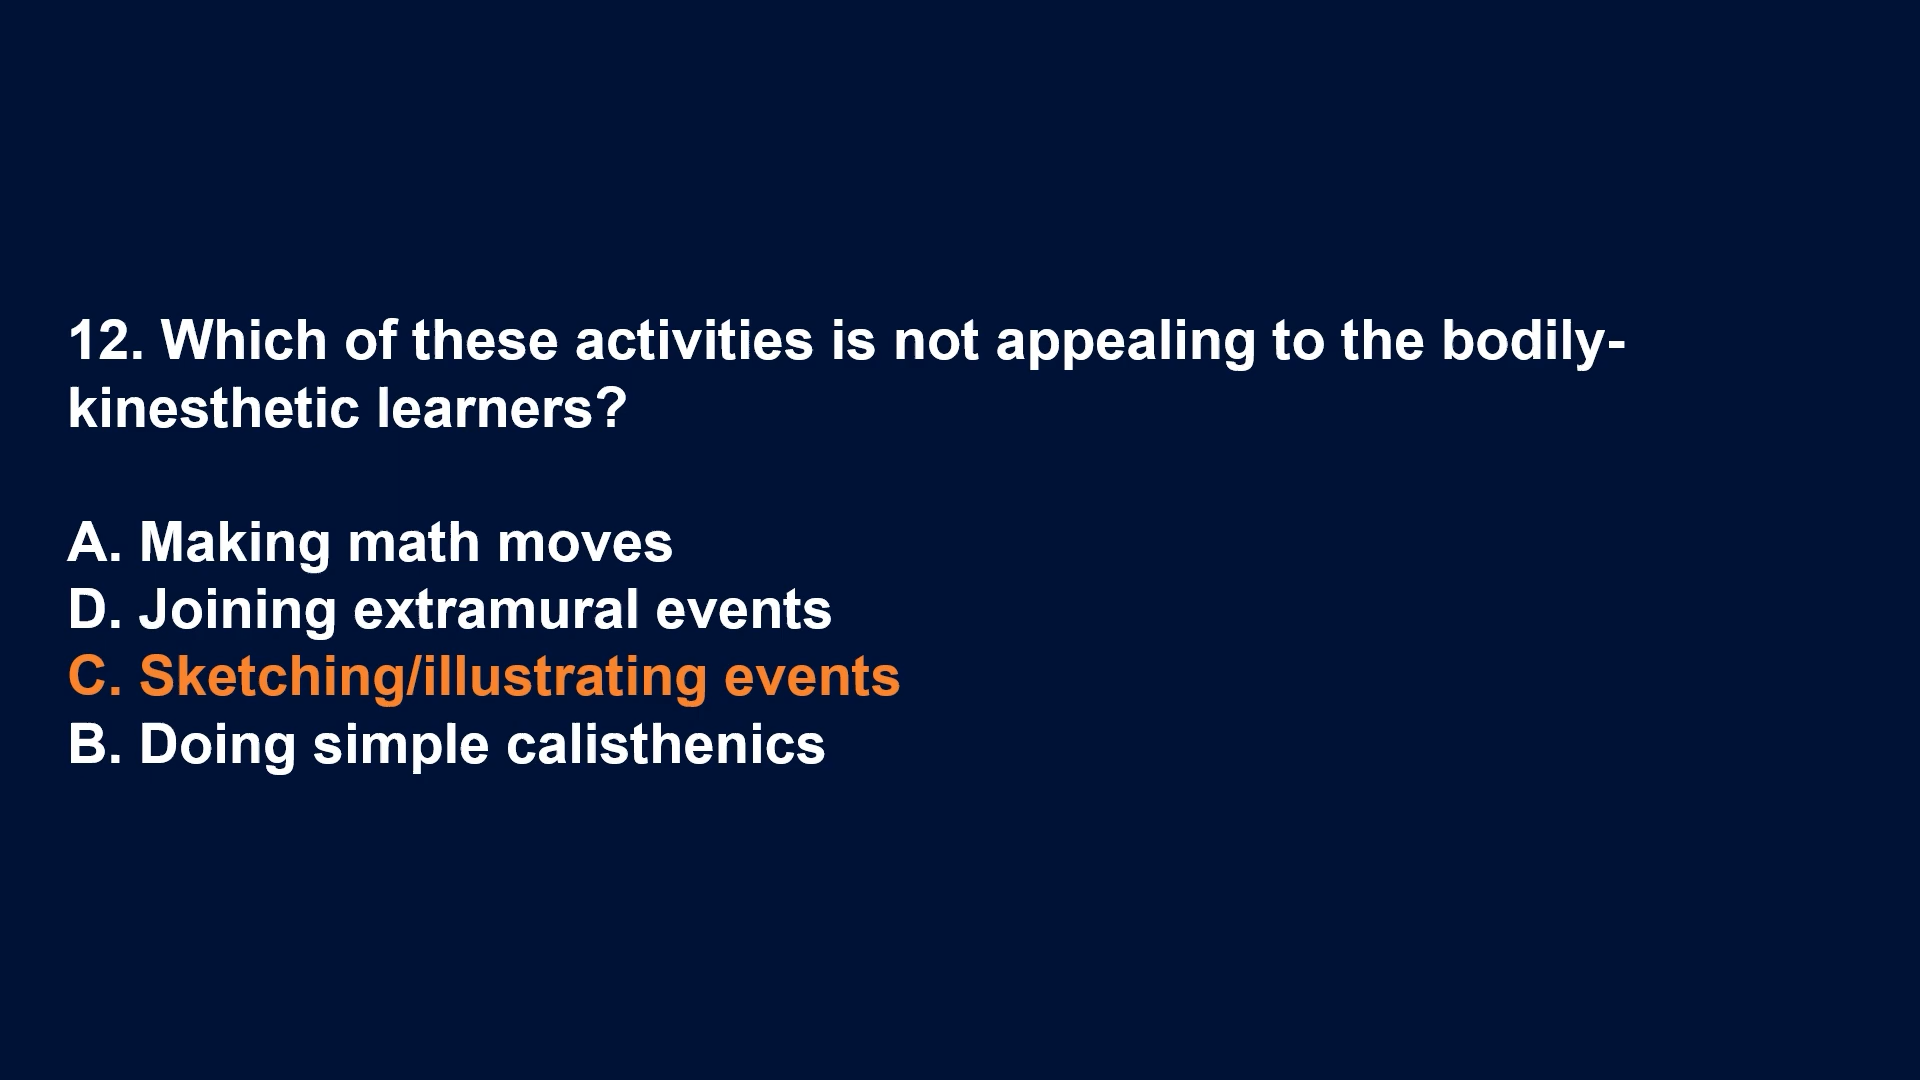 12. Which of these activities is not appealing to the bodily-
kinesthetic learners?
A. Making math moves
D. Joining extramural events
C. Sketching/illustrating events
B. Doing simple calisthenics